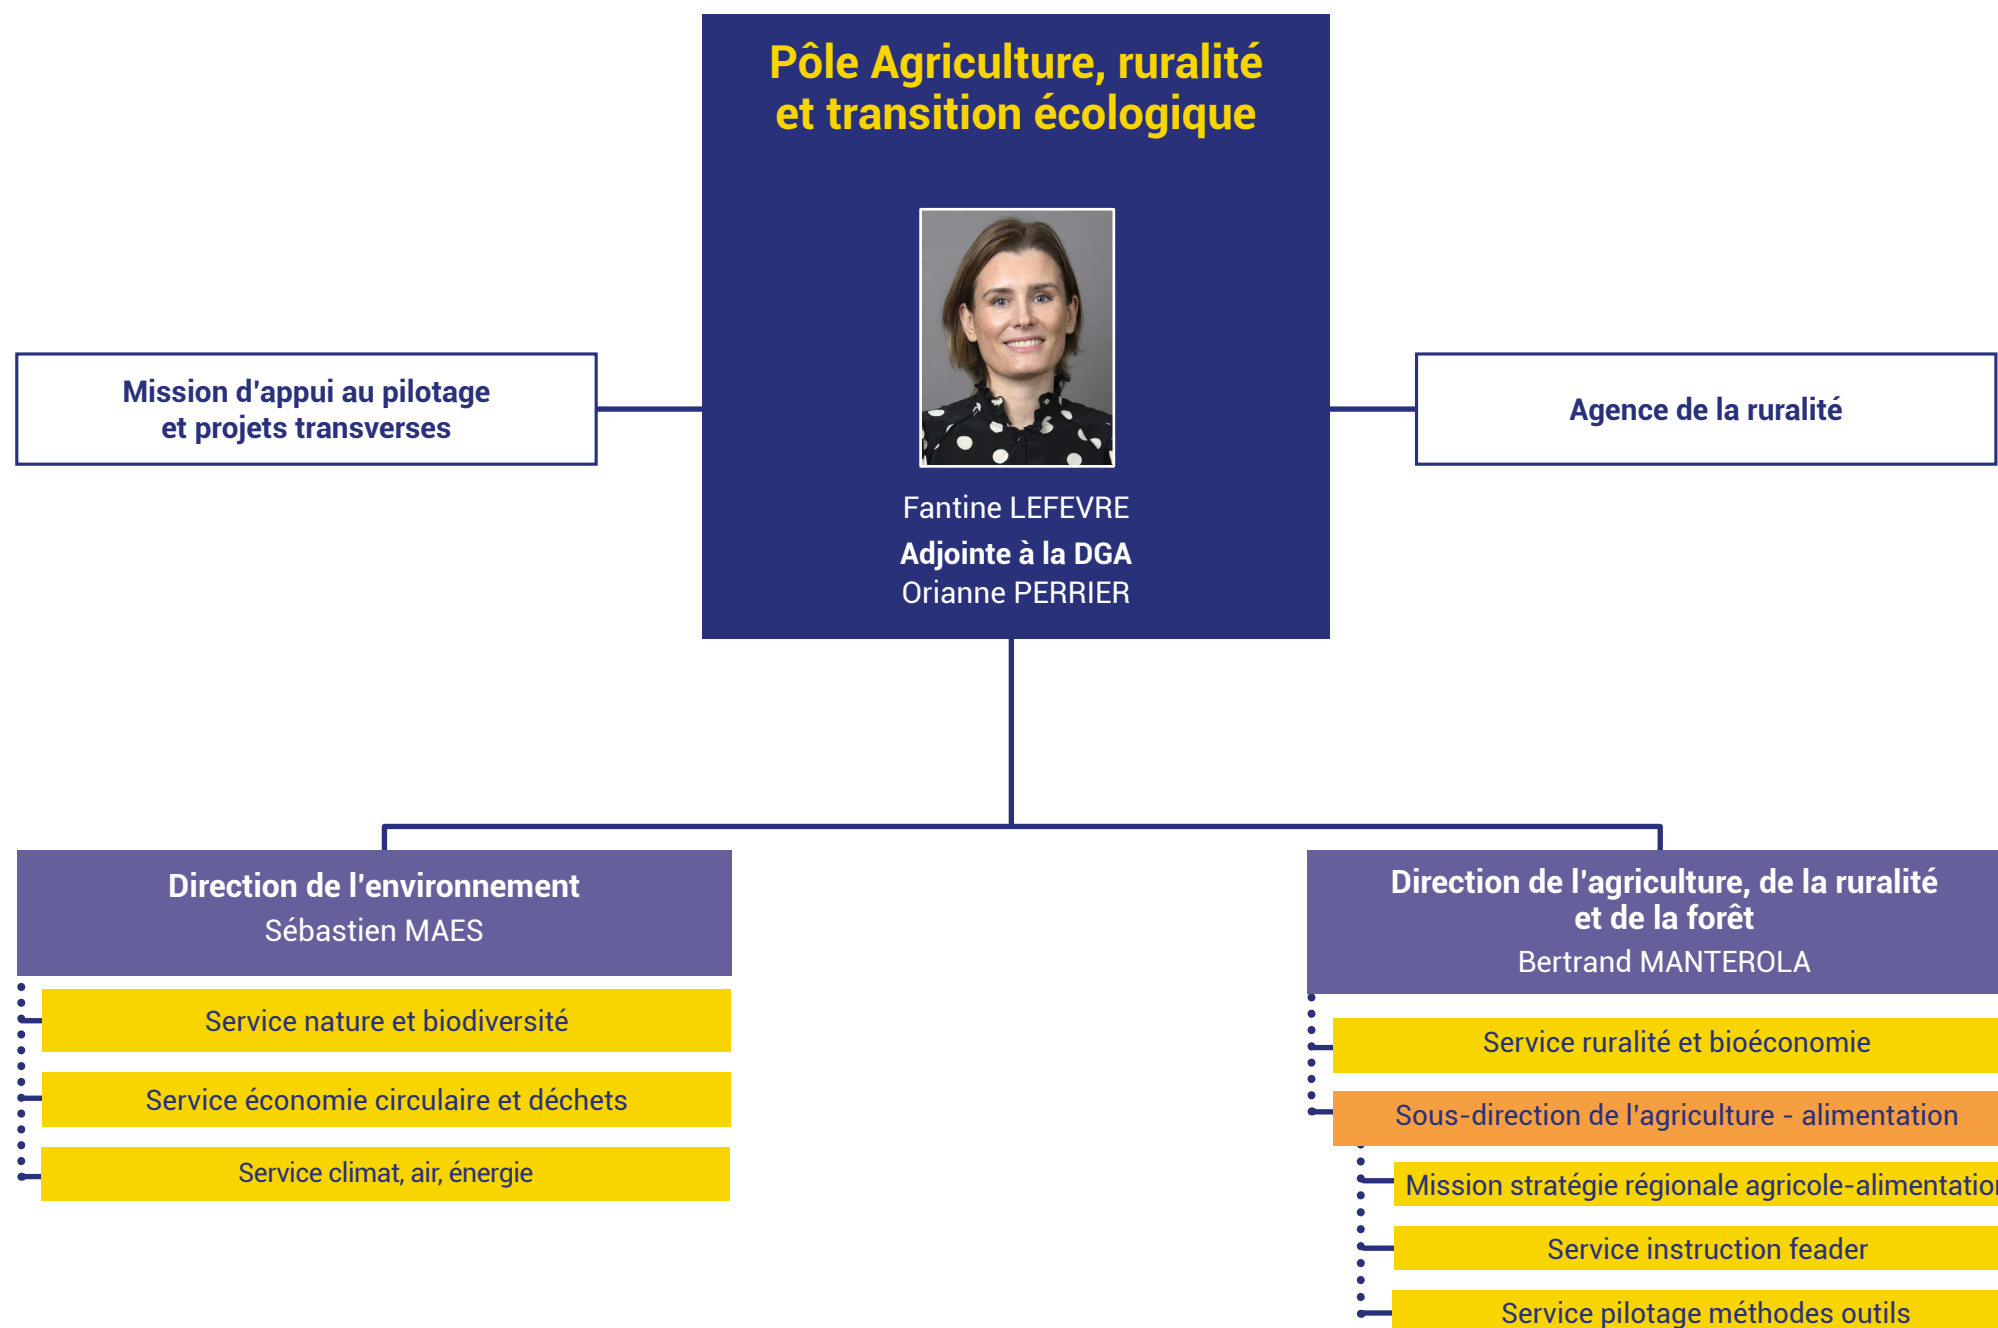 Pôle Agriculture, ruralité
et transition écologique
Mission d'appui au pilotage
et projets transverses
Agence de la ruralité
Fantine LEFEVRE
Adjointe à la DGA
Orianne PERRIER
Direction de l'environnement
Sébastien MAES
Service nature et biodiversité
Service économie circulaire et déchets
Service climat, air, énergie
Direction de l'agriculture, de la ruralité
et de la forêt
Bertrand MANTEROLA
Service ruralité et bioéconomie
Sous-direction de l'agriculture - alimentation
Mission stratégie régionale agricole-alimentation
Service instruction feader
Service pilotage méthodes outils